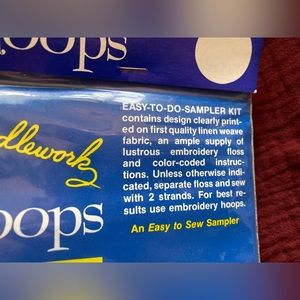 oops
EASY-TO-DO-SAMPLER KIT
contains design clearly print-
ed on first quality linen weave
fabric, an ample supply of
lustrous embroidery floss
and color-coded instruc-
tions. Unless otherwise indi-
cated, separate floss and sew
with 2 strands. For best re-
sults use embroidery hoops.
An Easy to Sew Sampler
dlework
oops